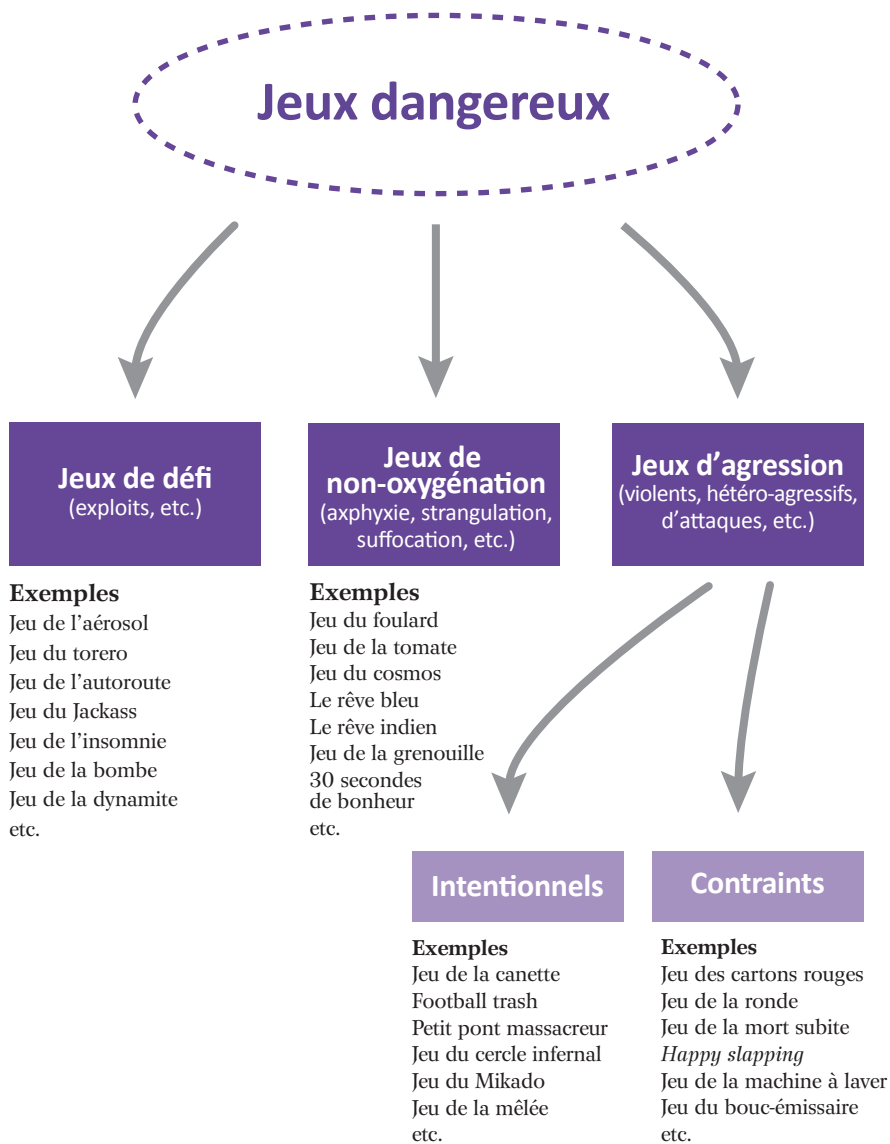 Jeux dangereux
Jeux de défi
(exploits, etc.)
Exemples
Jeu de l'aérosol
Jeu du torero
Jeu de l'autoroute
Jeu du Jackass
Jeu de l'insomnie
Jeu de la bombe
Jeu de la dynamite
etc.
Jeux de
non-oxygénation
(axphyxie, strangulation,
suffocation, etc.)
Exemples
Jeu du foulard
Jeu de la tomate
Jeu du cosmos
Le rêve bleu
Le rêve indien
Jeu de la grenouille
30 secondes
de bonheur
etc.
Jeux d'agression
(violents, hétéro-agressifs,
d'attaques, etc.)
Intentionnels
Exemples
Jeu de la canette
Football trash
Petit pont massacreur
Jeu du cercle infernal
Jeu du Mikado
Jeu de la mêlée
etc.
Contraints
Exemples
Jeu des cartons rouges
Jeu de la ronde
Jeu de la mort subite
Happy slapping
Jeu de la machine à laver
Jeu du bouc-émissaire
etc.